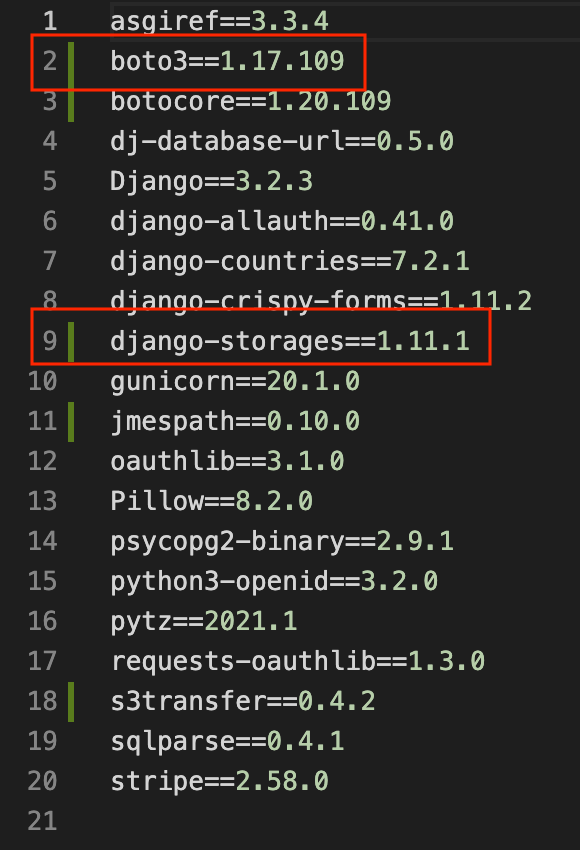 1 asgiref==3.3.4
2 boto3==1.17.109
3 botocore==1.20.109
4 dj-database-url==0.5.0
5 Django==3.2.3
6 django-allauth==0.41.0
7 django-countries==7.2.1
8 django-crispy-forms==1.11.2
9 django-storages==1.11.1
10 gunicorn==20.1.0
11 jmespath==0.10.0
12 oauthlib==3.1.0
13 Pillow==8.2.0
14 psycopg2-binary==2.9.1
15 python3-openid==3.2.0
16 pytz==2021.1
17 requests-oauthlib==1.3.0
18 s3transfer==0.4.2
19 sqlparse==0.4.1
20 stripe==2.58.0
21